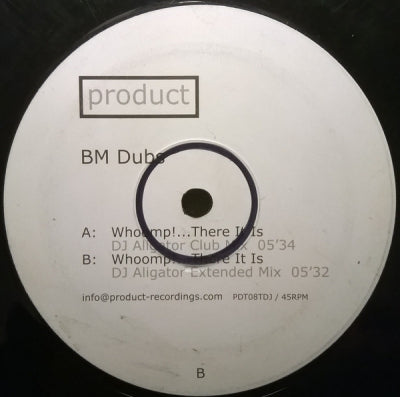 product
BM Dubs
A: Whoomp!...There It Is
DJ Aligator Club Mix 05'34
B: Whoomp!...There It Is
DJ Aligator Extended Mix 05'32
info@product-recordings.com PDT08TDJ / 45RPM
B